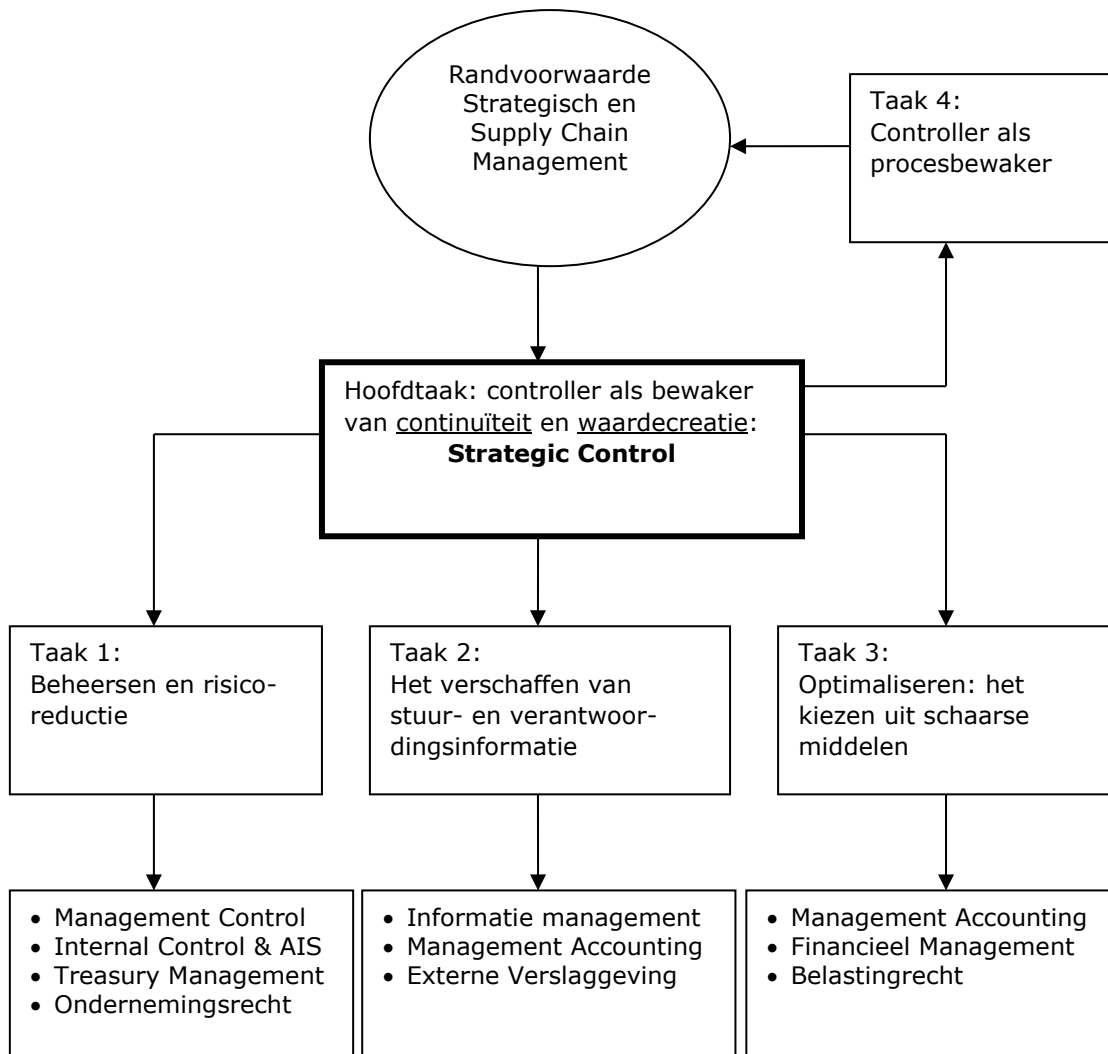 Randvoorwaarde
Strategisch en
Supply Chain
Management
Taak 4:
Controller als
procesbewaker
Hoofdtaak: controller als bewaker
van continuïteit en waardecreatie:
Strategic Control
Taak 1:
Beheersen en risico-
reductie
Taak 2:
Het verschaffen van
stuur- en verantwoor-
dingsinformatie
Taak 3:
Optimaliseren: het
kiezen uit schaarse
middelen
• Management Control
• Internal Control & AIS
• Treasury Management
• Ondernemingsrecht
• Informatie management
• Management Accounting
• Externe Verslaggeving
• Management Accounting
• Financieel Management
• Belastingrecht